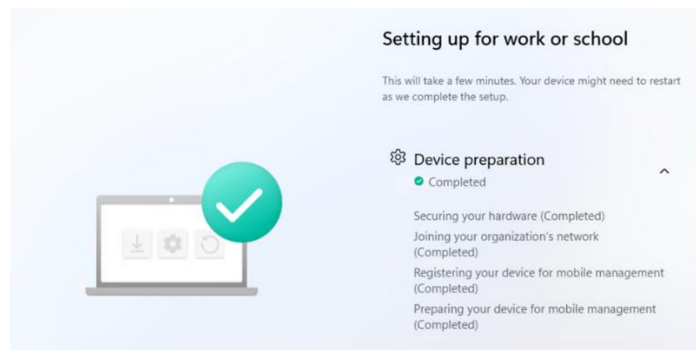 Setting up for work or school
This will take a few minutes. Your device might need to restart
as we complete the setup.
Device preparation
Completed
Securing your hardware (Completed)
Joining your organization's network
(Completed)
Registering your device for mobile management
(Completed)
Preparing your device for mobile management
(Completed)